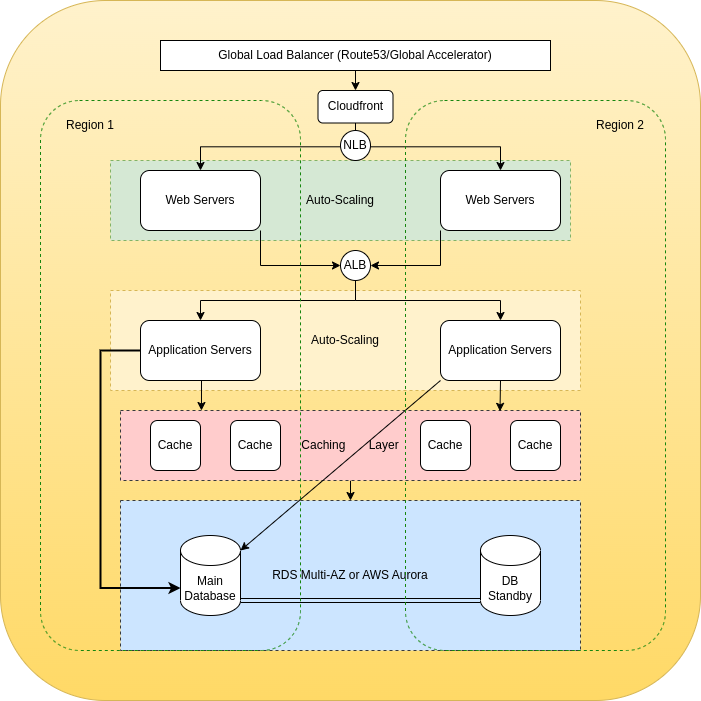 Global Load Balancer (Route53/Global Accelerator)
Cloudfront
Region 1
Region 2
NLB
Web Servers
Auto-Scaling
Web Servers
ALB
Auto-Scaling
Application Servers
Application Servers
Cache
Cache
Caching Layer
Cache
Cache
RDS Multi-AZ or AWS Aurora
Main
Database
DB
Standby